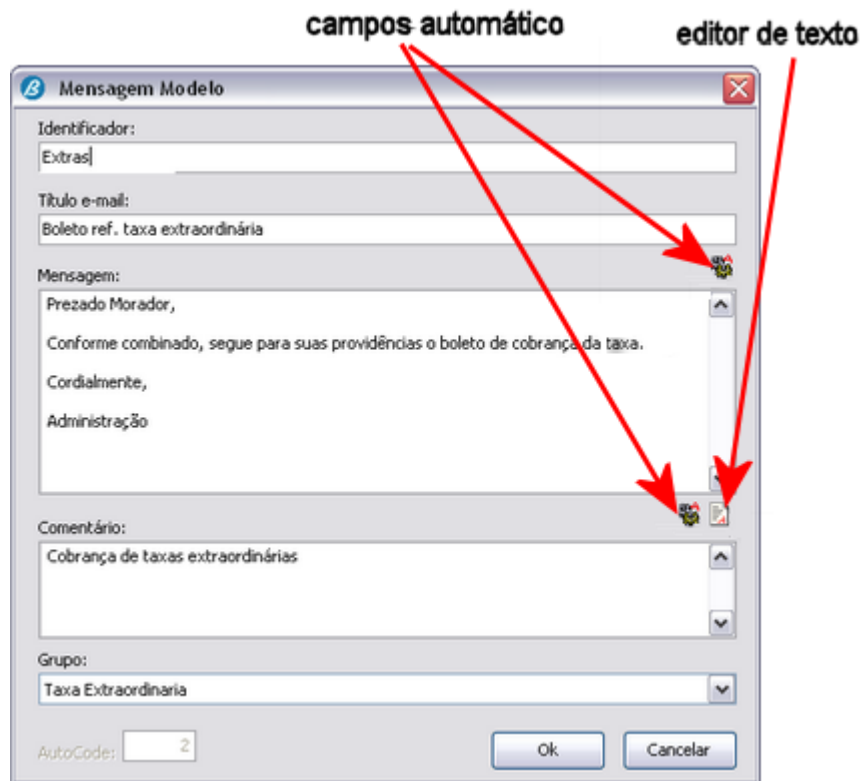 campos automático
editor de texto
Mensagem Modelo
Identificador:
Extras
Título e-mail:
Boleto ref. taxa extraordinária
Mensagem:
Prezado Morador,
Conforme combinado, segue para suas providências o boleto de cobrança da taxa.
Cordialmente,
Administração
Comentário:
Cobrança de taxas extraordinárias
Grupo:
Taxa Extraordinaria
AutoCode: 2
Ok
Cancelar